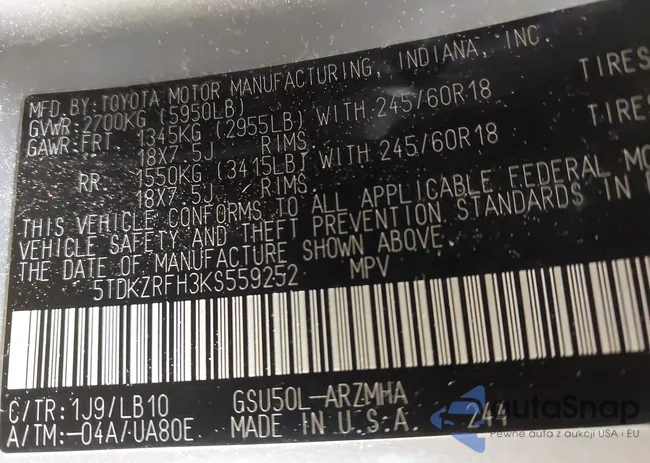 MFD BY: TOYOTA MOTOR MANUFACTURING, INDIANA, INC.
GVWR: 2700KG (5950LB)
GAWR: FRT 1345KG (2955LB) WITH 245/60R18 TIRES
18X7.5J RIMS
RR 1550KG (3415LB) WITH 245/60R18 TIRES
18X7.5J RIMS
THIS VEHICLE CONFORMS TO ALL APPLICABLE FEDERAL MO
VEHICLE SAFETY AND THEFT PREVENTION STANDARDS IN
THE DATE OF MANUFACTURE SHOWN ABOVE.
5TDKZRFH3KS559252 MPV
C/TR: 1J9/LB10 GSU50L-ARZMHA
A/TM:-04A/UA80E MADE IN U.S.A. 244
autoSnap
Pewne auta z aukcji USA i EU